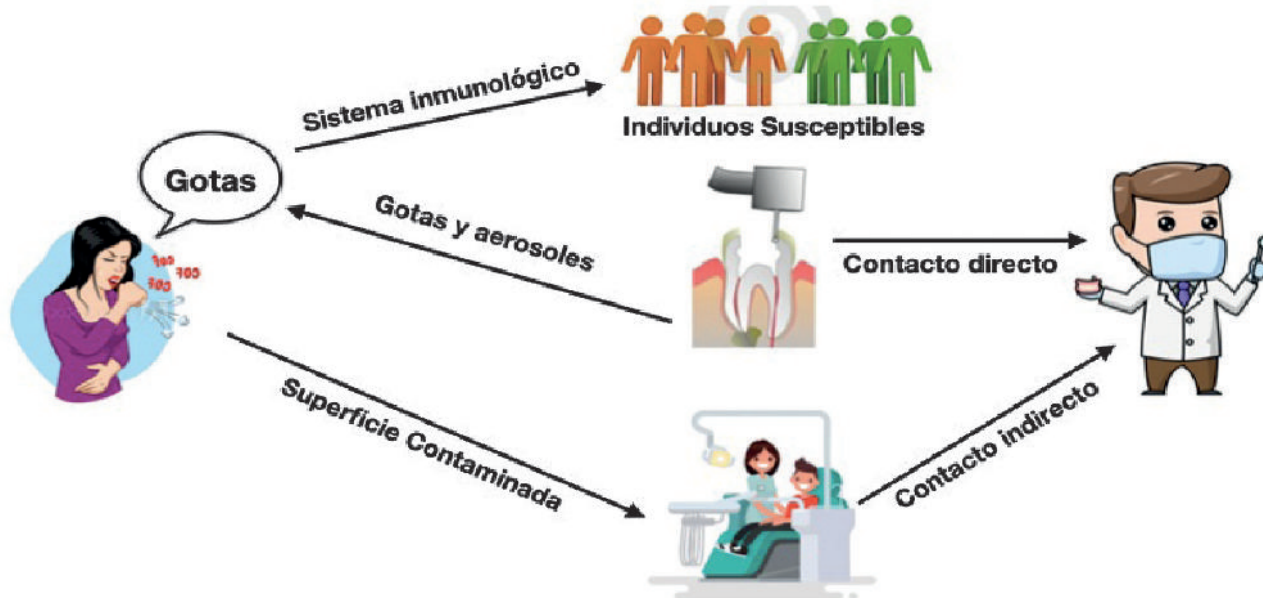 Sistema inmunológico
Individuos Susceptibles
Gotas
Gotas y aerosoles
Contacto directo
Superficie Contaminada
Contacto indirecto